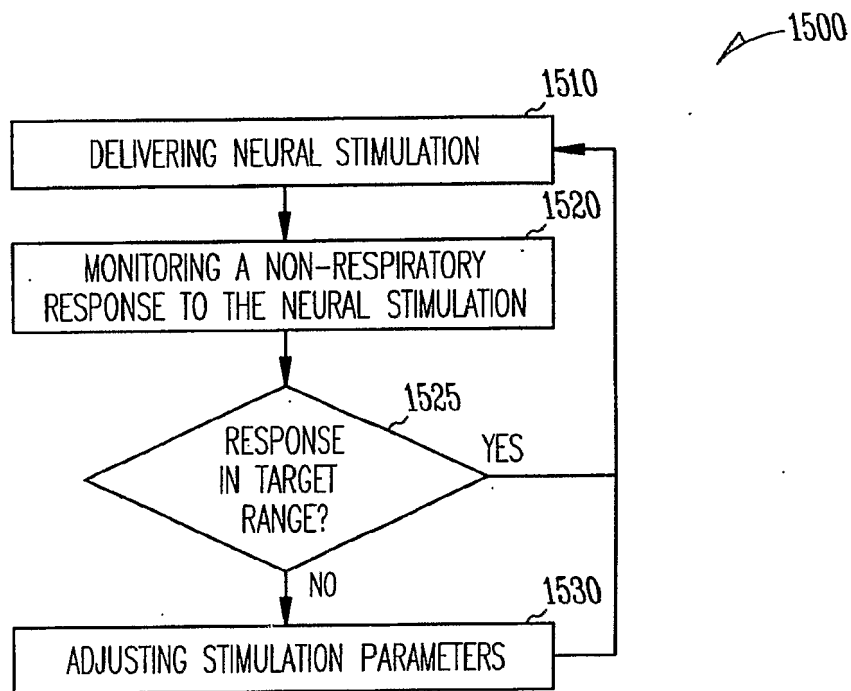 1500
1510
DELIVERING NEURAL STIMULATION
1520
MONITORING A NON-RESPIRATORY
RESPONSE TO THE NEURAL STIMULATION
1525
RESPONSE
IN TARGET
RANGE?
YES
NO
1530
ADJUSTING STIMULATION PARAMETERS